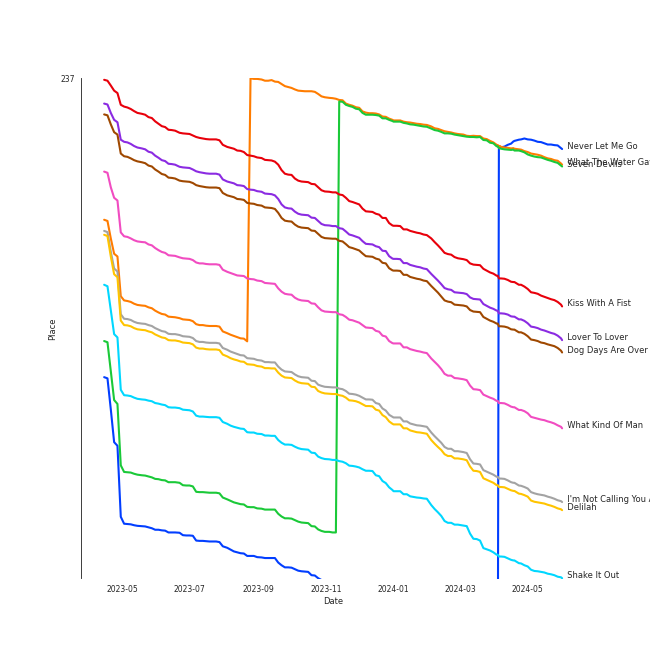 237
Place
Never Let Me Go
What The Water Ga
Seven Devils
Kiss With A Fist
Lover To Lover
Dog Days Are Over
What Kind Of Man
I'm Not Calling You
Delilah
Shake It Out
2023-05 2023-07 2023-09 2023-11 2024-01 2024-03 2024-05
Date